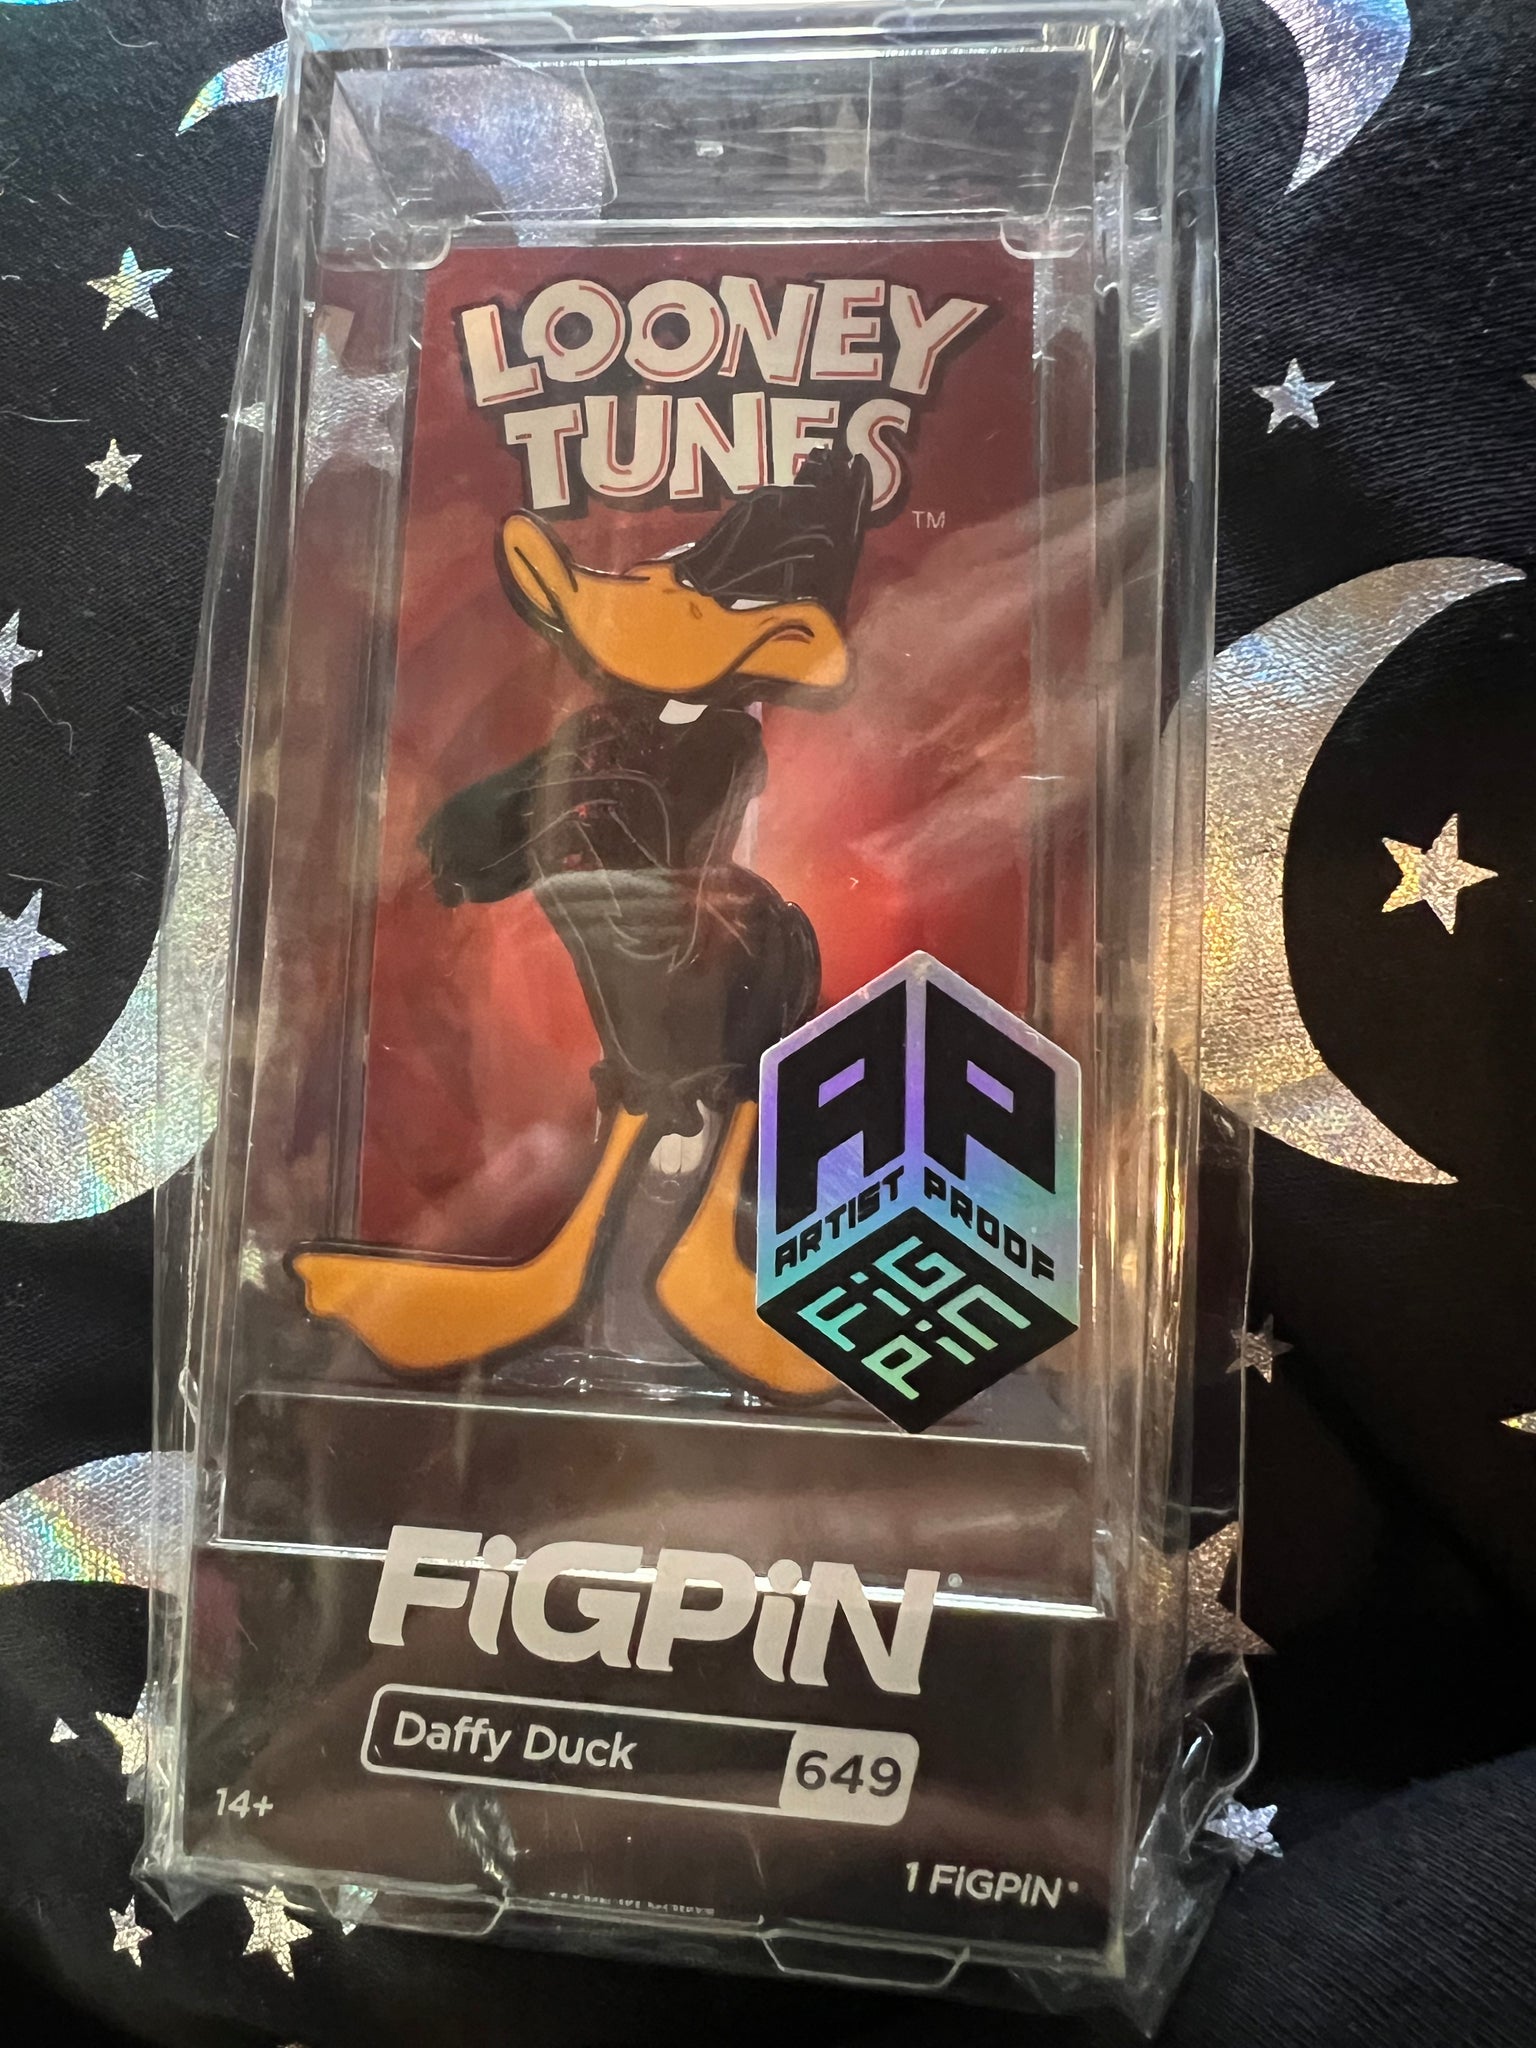 LOONEY
TUNES
TM
AP
ARTIST PROOF
FiG
PiN
FiGPiN
Daffy Duck 649
14+
1 FiGPiN